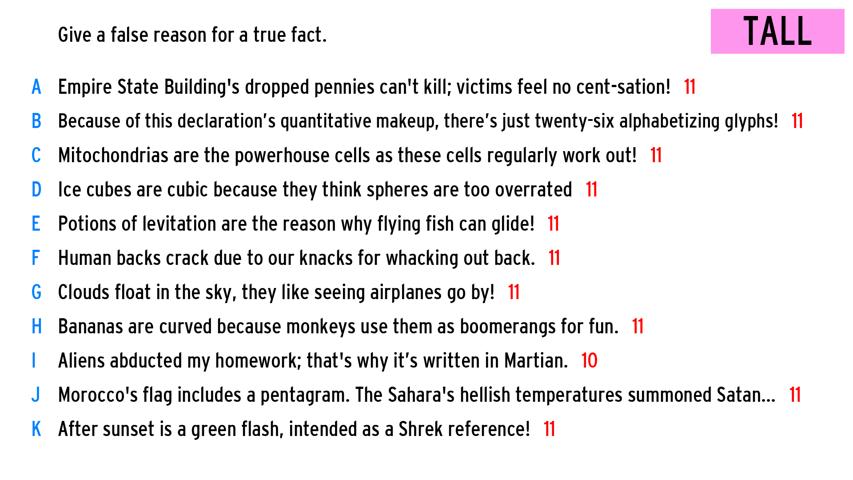 Give a false reason for a true fact.
TALL
A Empire State Building's dropped pennies can't kill; victims feel no cent-sation! 11
B Because of this declaration’s quantitative makeup, there’s just twenty-six alphabetizing glyphs! 11
C Mitochondrias are the powerhouse cells as these cells regularly work out! 11
D Ice cubes are cubic because they think spheres are too overrated 11
E Potions of levitation are the reason why flying fish can glide! 11
F Human backs crack due to our knacks for whacking out back. 11
G Clouds float in the sky, they like seeing airplanes go by! 11
H Bananas are curved because monkeys use them as boomerangs for fun. 11
I Aliens abducted my homework; that's why it’s written in Martian. 10
J Morocco's flag includes a pentagram. The Sahara's hellish temperatures summoned Satan... 11
K After sunset is a green flash, intended as a Shrek reference! 11